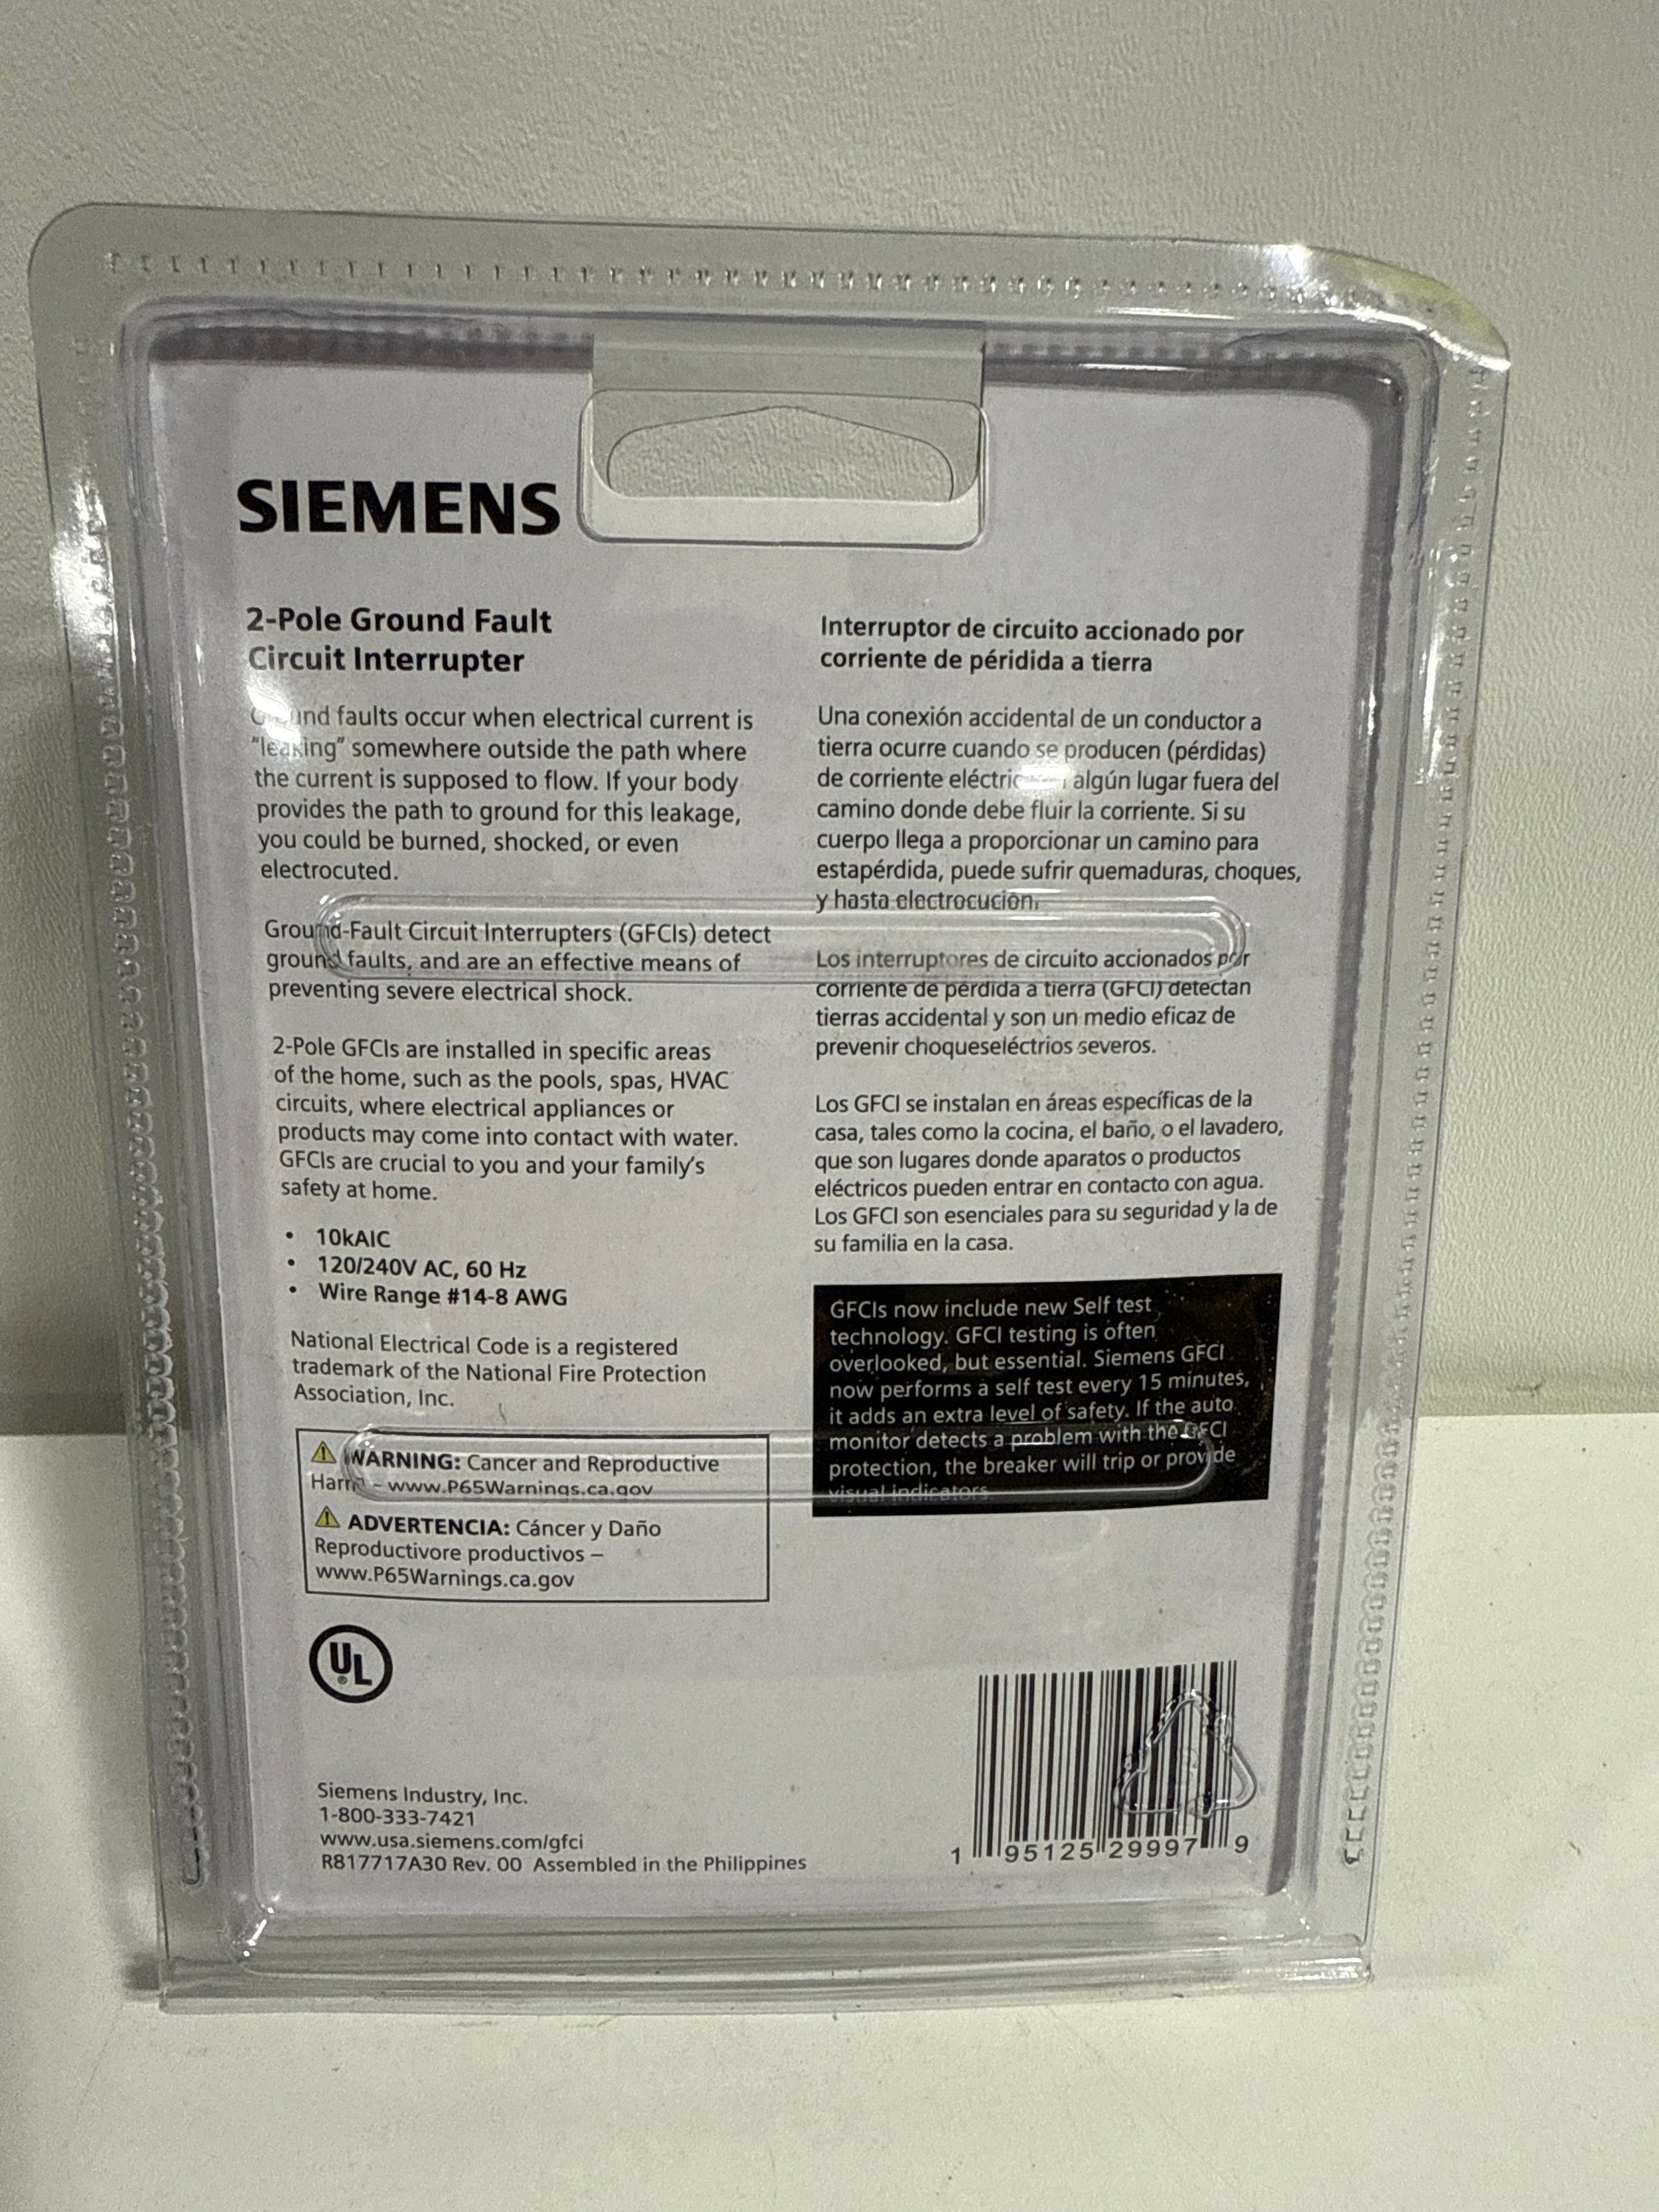 SIEMENS
2-Pole Ground Fault
Circuit Interrupter
Ground faults occur when electrical current is
"leaking" somewhere outside the path where
the current is supposed to flow. If your body
provides the path to ground for this leakage,
you could be burned, shocked, or even
electrocuted.
Ground-Fault Circuit Interrupters (GFCIs) detect
ground faults, and are an effective means of
preventing severe electrical shock.
2-Pole GFCIs are installed in specific areas
of the home, such as the pools, spas, HVAC
circuits, where electrical appliances or
products may come into contact with water.
GFCIs are crucial to you and your family's
safety at home.
• 10kAIC
• 120/240V AC, 60 Hz
• Wire Range #14-8 AWG
National Electrical Code is a registered
trademark of the National Fire Protection
Association, Inc.
WARNING: Cancer and Reproductive
Harm - www.P65Warnings.ca.gov
ADVERTENCIA: Cáncer y Daño
Reproductivore productivos –
www.P65Warnings.ca.gov
UL
Siemens Industry, Inc.
1-800-333-7421
www.usa.siemens.com/gfci
R817717A30 Rev. 00 Assembled in the Philippines
Interruptor de circuito accionado por
corriente de péridida a tierra
Una conexión accidental de un conductor a
tierra ocurre cuando se producen (pérdidas)
de corriente eléctric algún lugar fuera del
camino donde debe fluir la corriente. Si su
cuerpo llega a proporcionar un camino para
estapérdida, puede sufrir quemaduras, choques,
y hasta electrocución.
Los interruptores de circuito accionados por
corriente de pérdida a tierra (GFCI) detectan
tierras accidental y son un medio eficaz de
prevenir choqueseléctrios severos.
Los GFCI se instalan en áreas específicas de la
casa, tales como la cocina, el baño, o el lavadero,
que son lugares donde aparatos o productos
eléctricos pueden entrar en contacto con agua.
Los GFCI son esenciales para su seguridad y la de
su familia en la casa.
GFCIs now include new Self test
technology. GFCI testing is often
overlooked, but essential. Siemens GFCI
now performs a self test every 15 minutes,
it adds an extra level of safety. If the auto
monitor detects a problem with the GFCI
protection, the breaker will trip or provide
visual indicators.
1 95125 29997 9